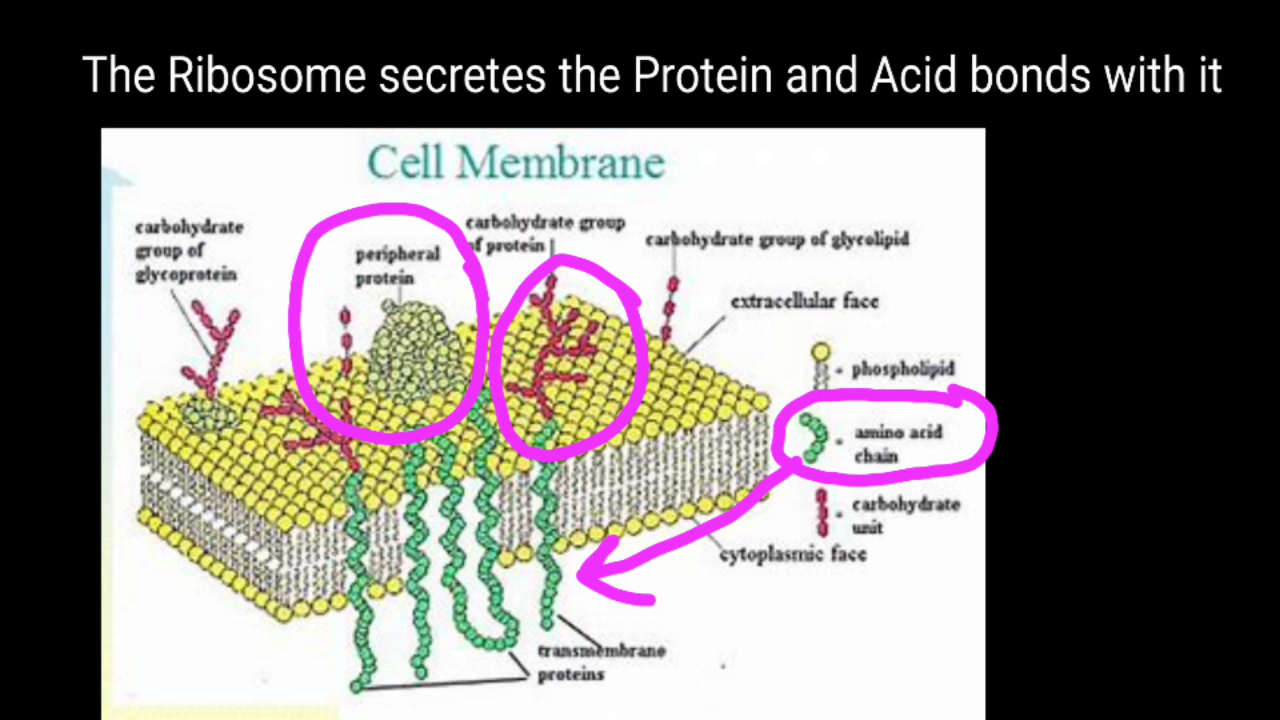 The Ribosome secretes the Protein and Acid bonds with it
Cell Membrane
carbohydrate
group of
glycoprotein
peripheral
protein
carbohydrate group
of protein
carbohydrate group of glycolipid
extracellular face
- phospholipid
- amino acid
chain
- carbohydrate
unit
cytoplasmic face
transmembrane
proteins